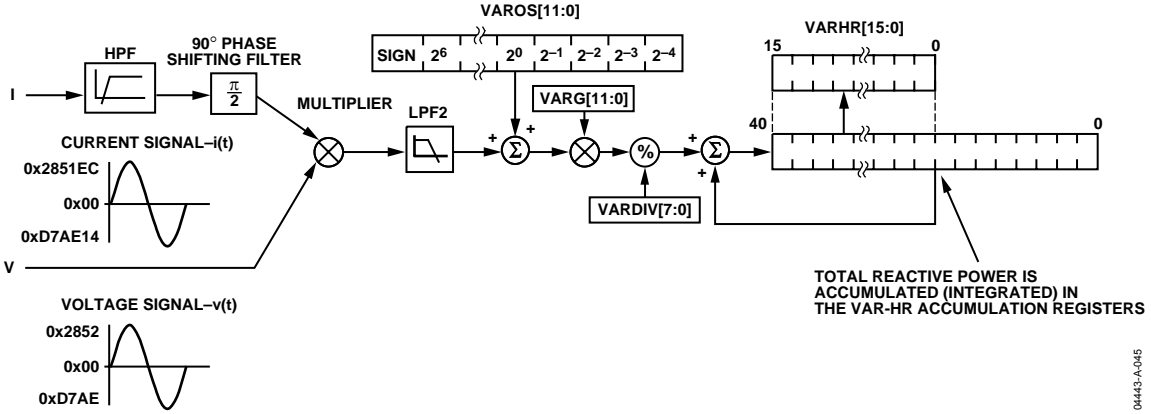 VAROS[11:0]
SIGN 2⁶ 2⁰ 2⁻¹ 2⁻² 2⁻³ 2⁻⁴
VARHR[15:0]
15 0
HPF
90° PHASE
SHIFTING FILTER
I
π
2
MULTIPLIER
LPF2
+
+
Σ
VARG[11:0]
%
VARDIV[7:0]
+
+
Σ
40 0
CURRENT SIGNAL–i(t)
0x2851EC
0x00
0xD7AE14
V
VOLTAGE SIGNAL–v(t)
0x2852
0x00
0xD7AE
TOTAL REACTIVE POWER IS
ACCUMULATED (INTEGRATED) IN
THE VAR-HR ACCUMULATION REGISTERS
04443-A-045